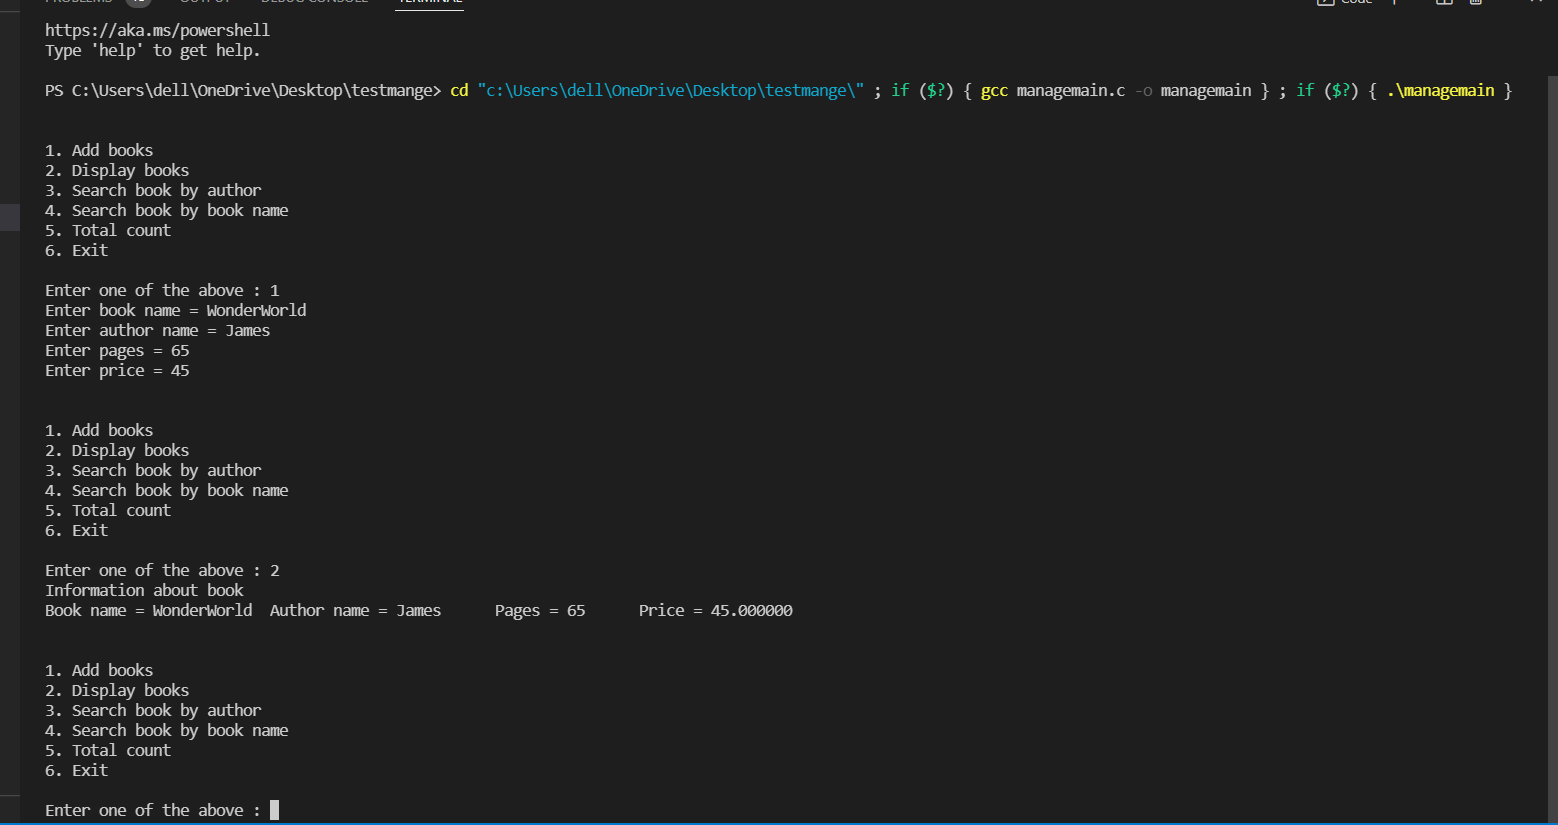 PROBLEMS OUTPUT DEBUG CONSOLE TERMINAL Code
https://aka.ms/powershell
Type 'help' to get help.
PS C:\Users\dell\OneDrive\Desktop\testmange> cd "c:\Users\dell\OneDrive\Desktop\testmange\" ; if ($?) { gcc managemain.c -o managemain } ; if ($?) { .\managemain }
1. Add books
2. Display books
3. Search book by author
4. Search book by book name
5. Total count
6. Exit
Enter one of the above : 1
Enter book name = WonderWorld
Enter author name = James
Enter pages = 65
Enter price = 45
1. Add books
2. Display books
3. Search book by author
4. Search book by book name
5. Total count
6. Exit
Enter one of the above : 2
Information about book
Book name = WonderWorld  Author name = James      Pages = 65      Price = 45.000000
1. Add books
2. Display books
3. Search book by author
4. Search book by book name
5. Total count
6. Exit
Enter one of the above :